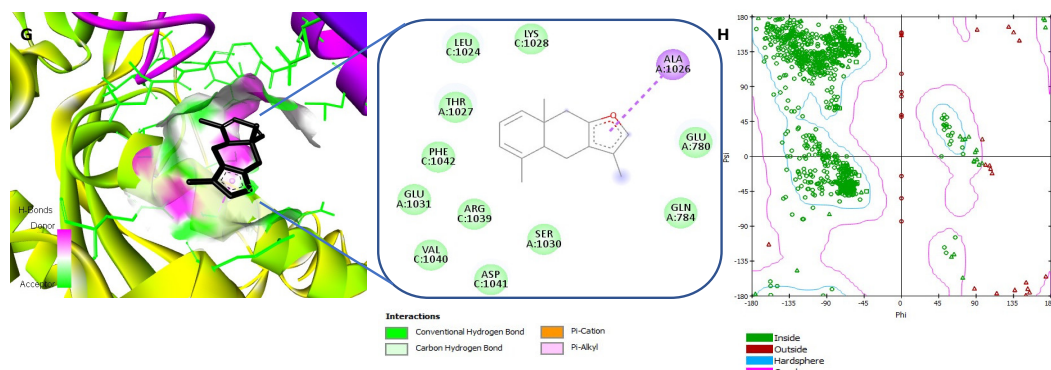 G
H-Bonds
Donor
Acceptor
LEU
C:1024
LYS
C:1028
ALA
A:1026
THR
A:1027
GLU
A:780
PHE
C:1042
GLU
A:1031
ARG
C:1039
GLN
A:784
SER
A:1030
VAL
C:1040
ASP
C:1041
O
Interactions
Conventional Hydrogen Bond
Carbon Hydrogen Bond
Pi-Cation
Pi-Alkyl
H
Psi
180
135
90
45
0
-45
-90
-135
-180
-180 -135 -90 -45 0 45 90 135 180
Phi
Inside
Outside
Hardsphere